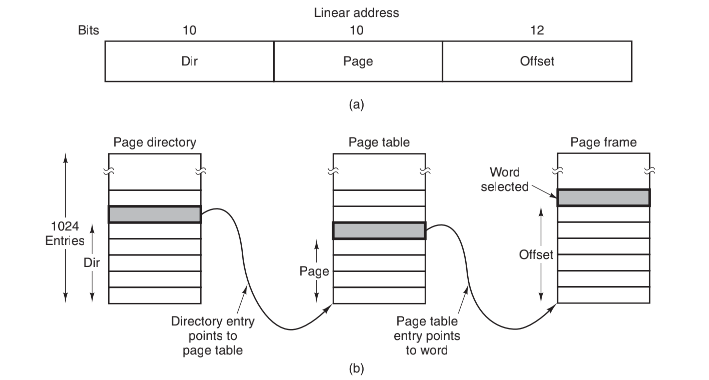 Linear address
Bits 10 10 12
Dir Page Offset
(a)
Page directory Page table Page frame
Word
selected
1024
Entries
Dir
Page
Offset
Directory entry
points to
page table
Page table
entry points
to word
(b)